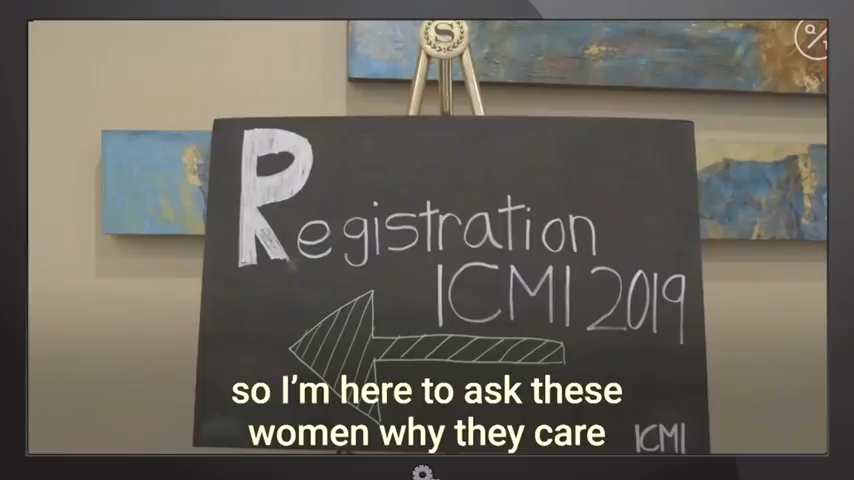 S
Registration
ICMI 2019
so I'm here to ask these
women why they care
ICMI